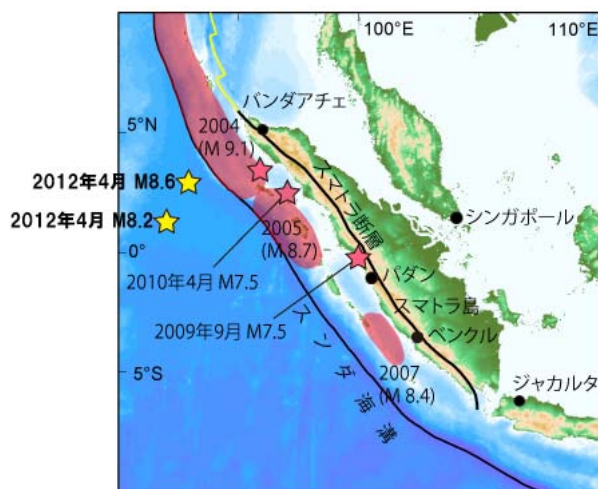 100°E
110°E
バンダアチェ
5°N
2004
(M 9.1)
2012年4月 M8.6
スマトラ断層
2012年4月 M8.2
シンガポール
2005
(M 8.7)
0°
2010年4月 M7.5
パダン
スマトラ島
2009年9月 M7.5
ベンクル
スンダ海溝
2007
(M 8.4)
5°S
ジャカルタ